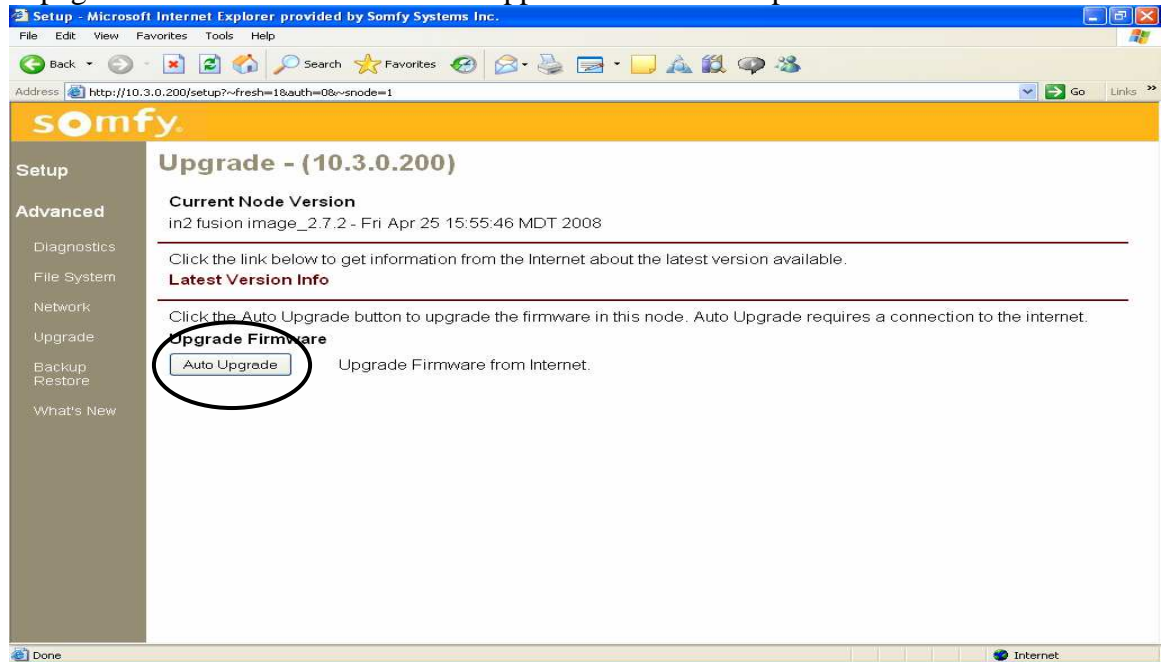 Setup - Microsoft Internet Explorer provided by Somfy Systems Inc.
File Edit View Favorites Tools Help
Back Search Favorites
Address http://10.3.0.200/setup?~fresh=1&auth=0&~snode=1 Go Links »
somfy.
Setup
Advanced
Diagnostics
File System
Network
Upgrade
Backup
Restore
What's New
Upgrade - (10.3.0.200)
Current Node Version
in2 fusion image_2.7.2 - Fri Apr 25 15:55:46 MDT 2008
Click the link below to get information from the Internet about the latest version available.
Latest Version Info
Click the Auto Upgrade button to upgrade the firmware in this node. Auto Upgrade requires a connection to the internet.
Upgrade Firmware
Auto Upgrade Upgrade Firmware from Internet.
Done Internet